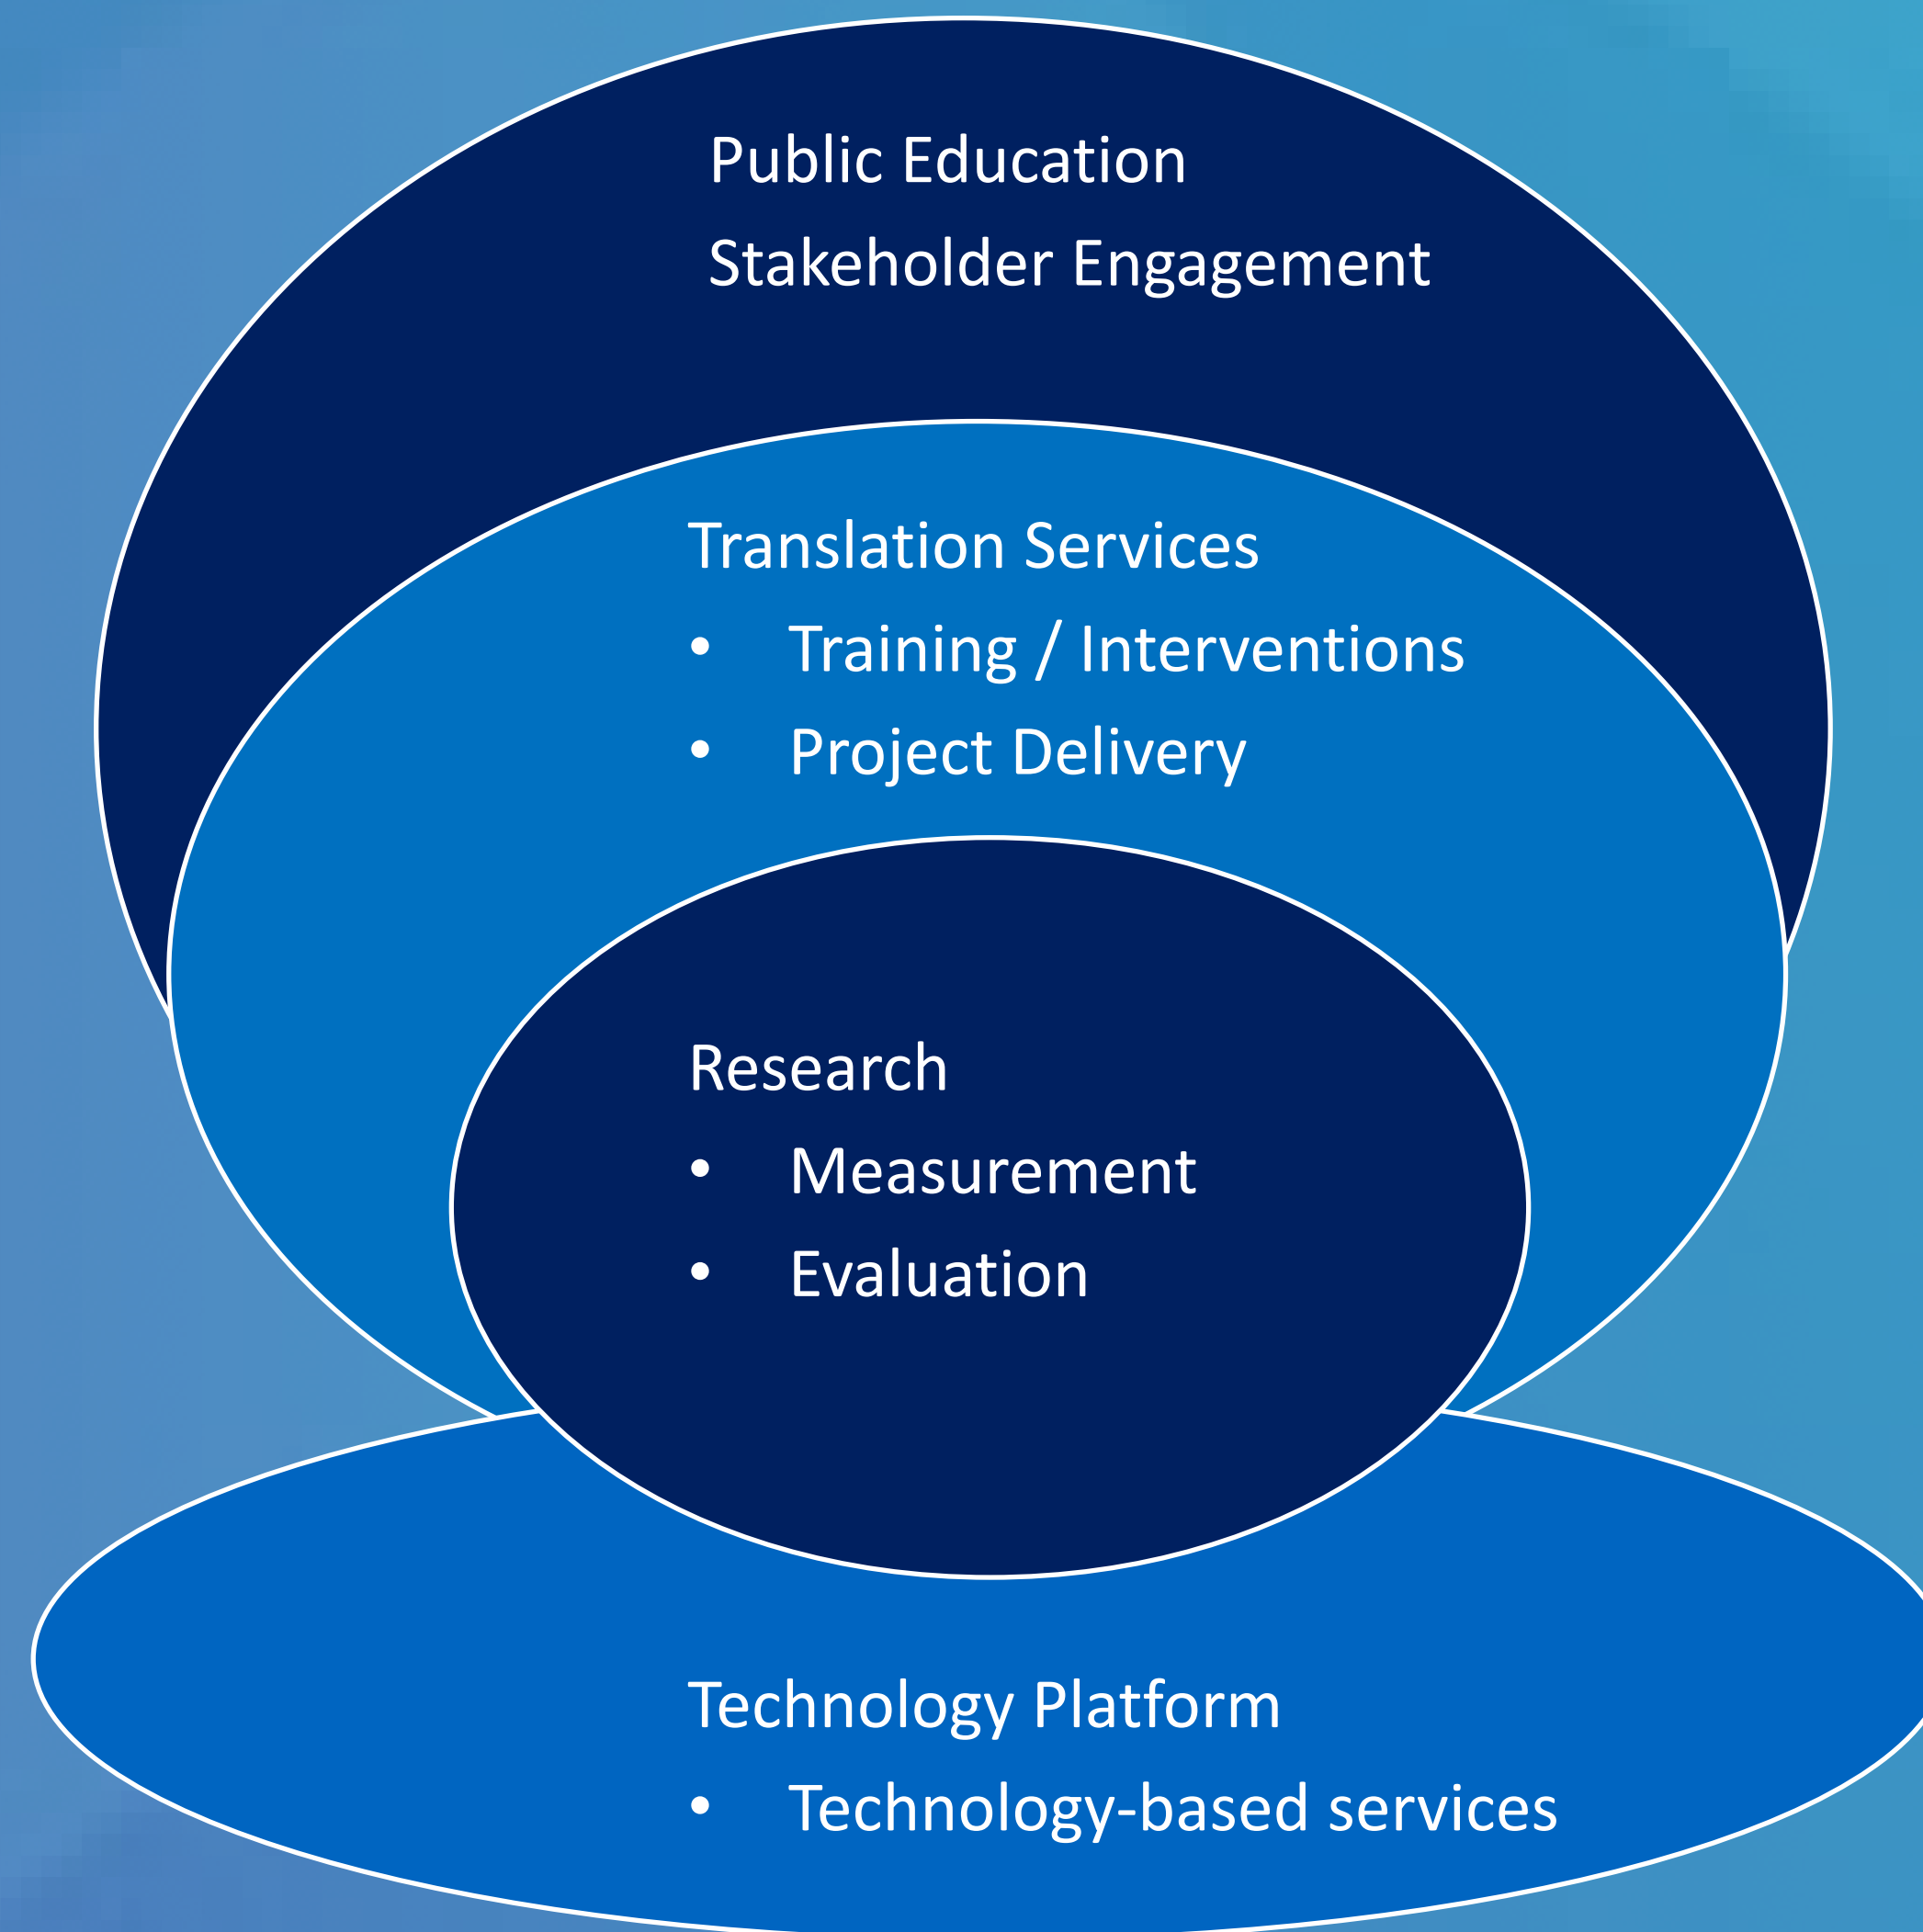 Public Education
Stakeholder Engagement
Translation Services
• Training / Interventions
• Project Delivery
Research
• Measurement
• Evaluation
Technology Platform
• Technology-based services